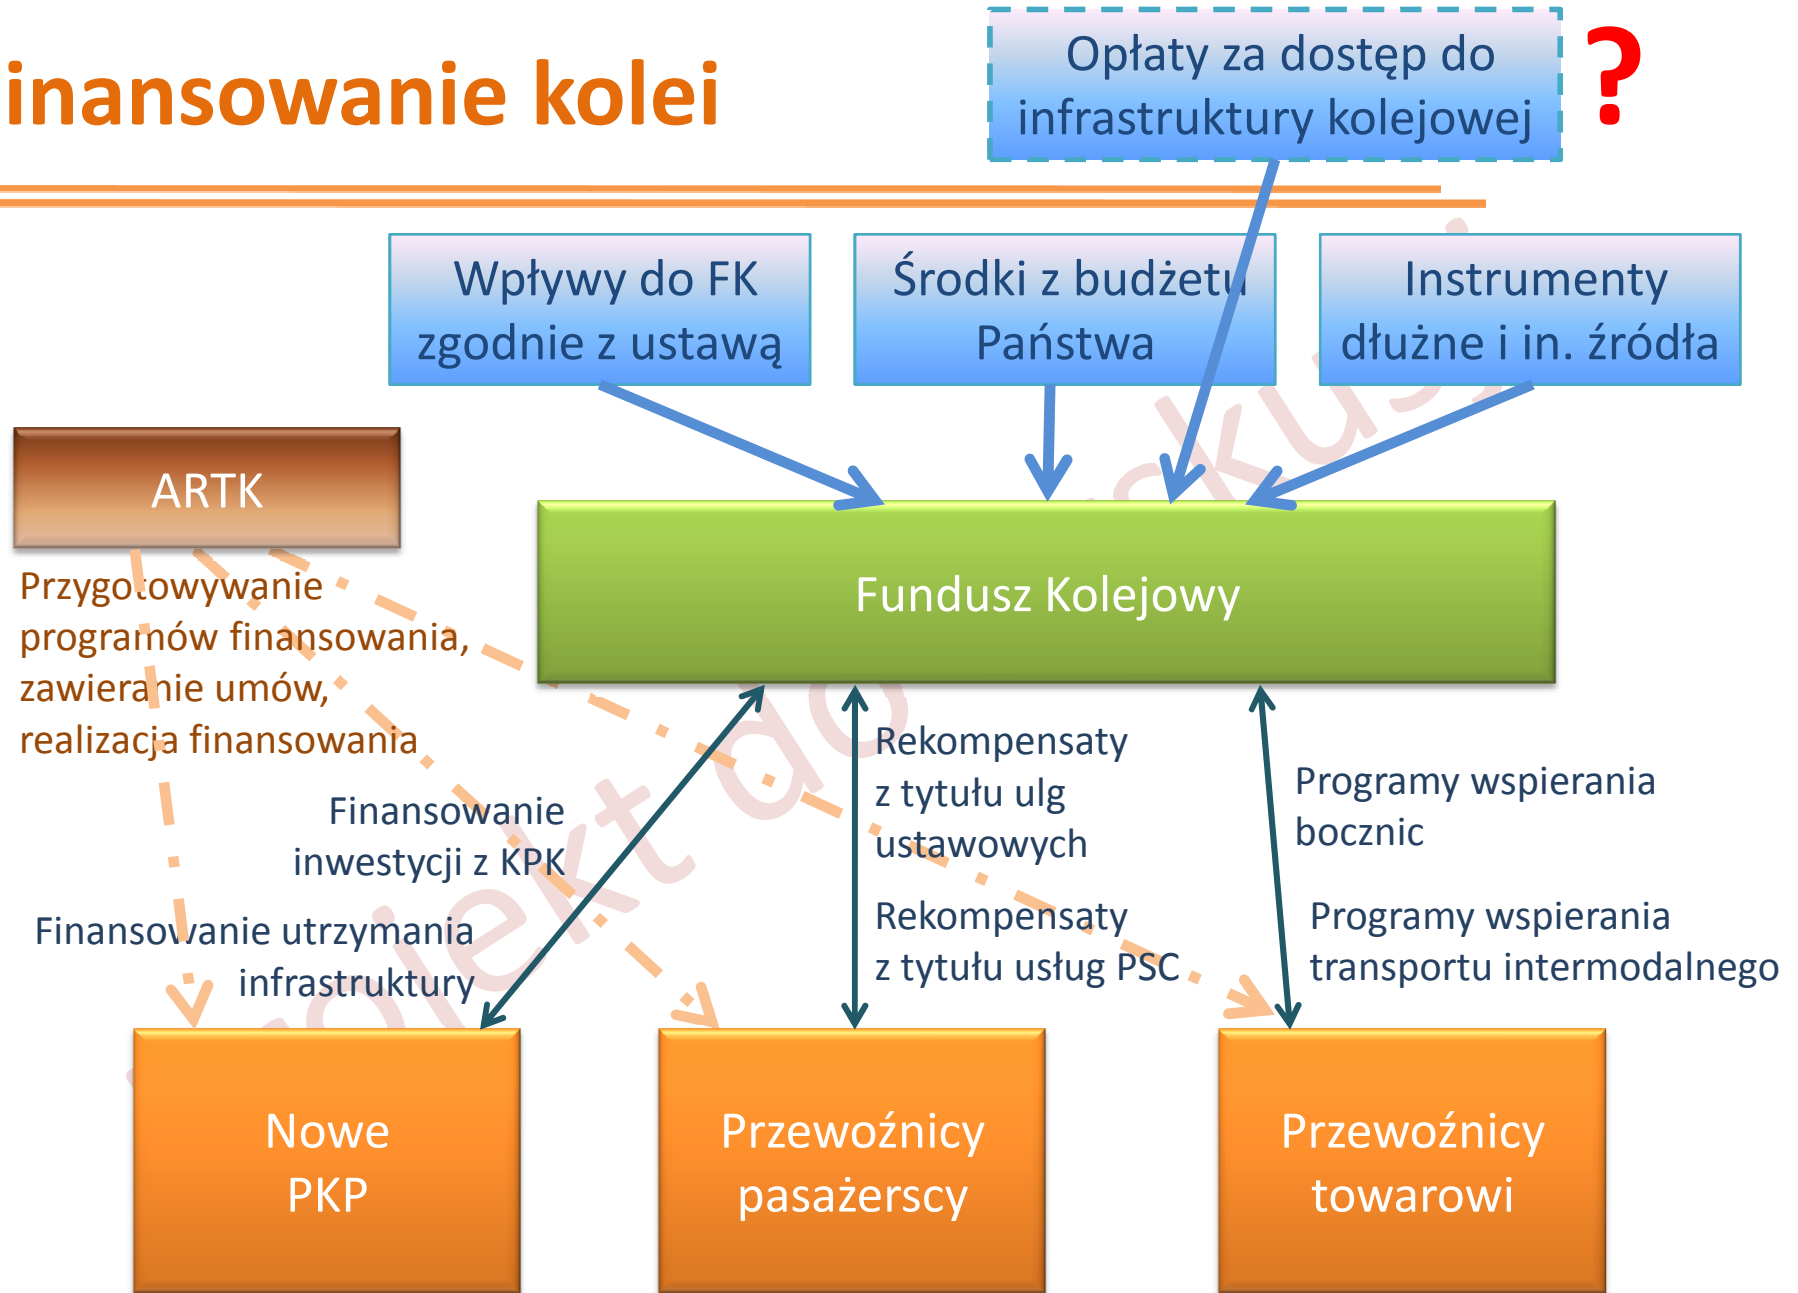 inansowanie kolei
Opłaty za dostęp do
infrastruktury kolejowej
?
Wpływy do FK
zgodnie z ustawą
Środki z budżetu
Państwa
Instrumenty
dłużne i in. źródła
ARTK
Przygotowywanie
programów finansowania,
zawieranie umów,
realizacja finansowania
Fundusz Kolejowy
Finansowanie
inwestycji z KPK
Finansowanie utrzymania
infrastruktury
Rekompensaty
z tytułu ulg
ustawowych
Rekompensaty
z tytułu usług PSC
Programy wspierania
bocznic
Programy wspierania
transportu intermodalnego
Nowe
PKP
Przewoźnicy
pasażerscy
Przewoźnicy
towarowi